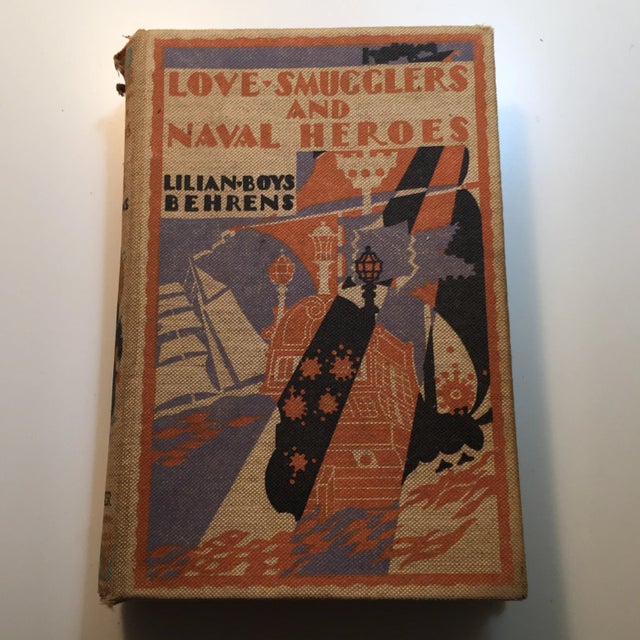 LOVE·SMUGGLERS
AND
NAVAL HEROES
LILIAN·BOYS
BEHRENS